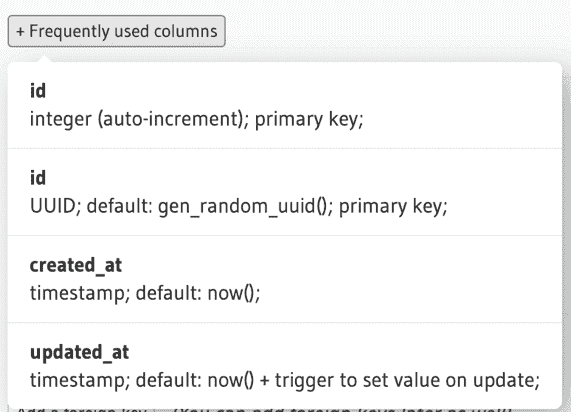 + Frequently used columns
id
integer (auto-increment); primary key;
id
UUID; default: gen_random_uuid(); primary key;
created_at
timestamp; default: now();
updated_at
timestamp; default: now() + trigger to set value on update;